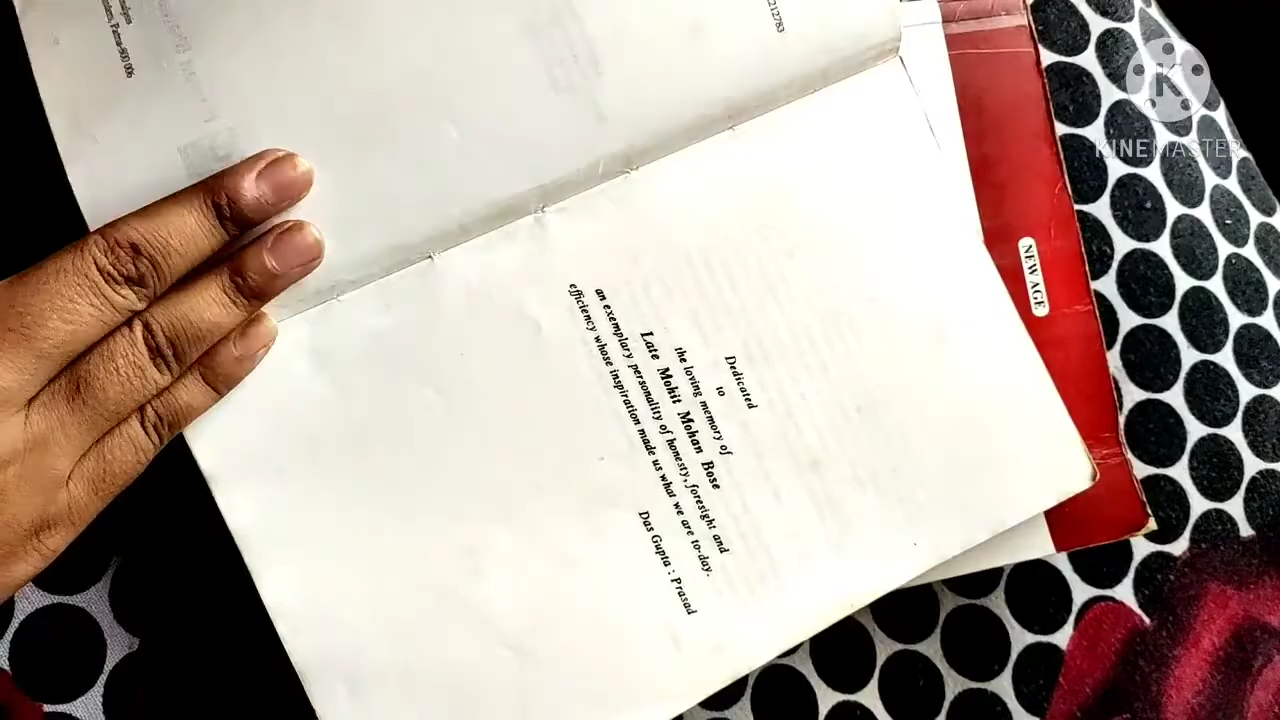 Dedicated
to
the loving memory of
Late Mohit Mohan Bose
an exemplary personality of honesty, foresight and
efficiency whose inspiration made us what we are to-day.
Das Gupta : Prasad
NEW AGE
212783
K
KINEMASTER